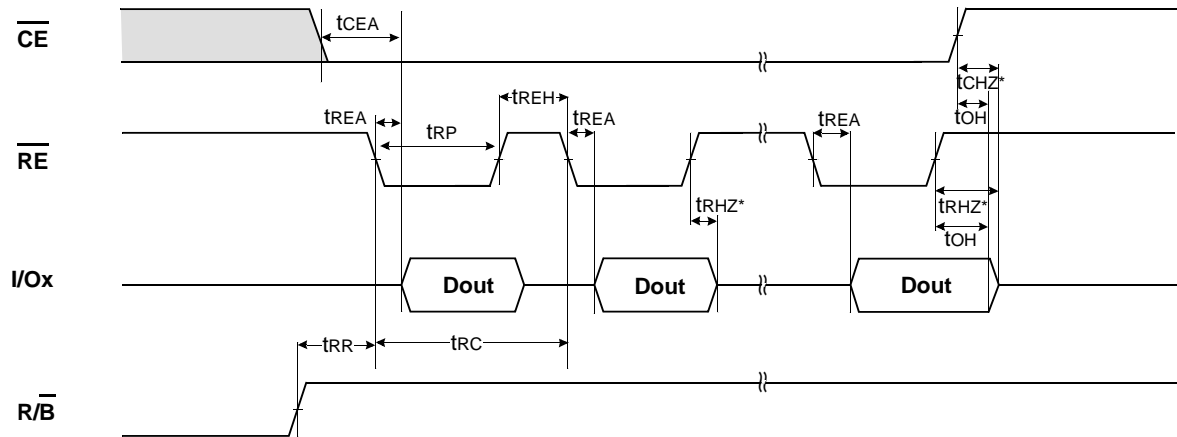 CE
tCEA
tCHZ*
tREH
tOH
tREA
tRP
tREA
tREA
RE
tRHZ*
tRHZ*
tOH
I/Ox
Dout
Dout
Dout
tRR
tRC
R/B